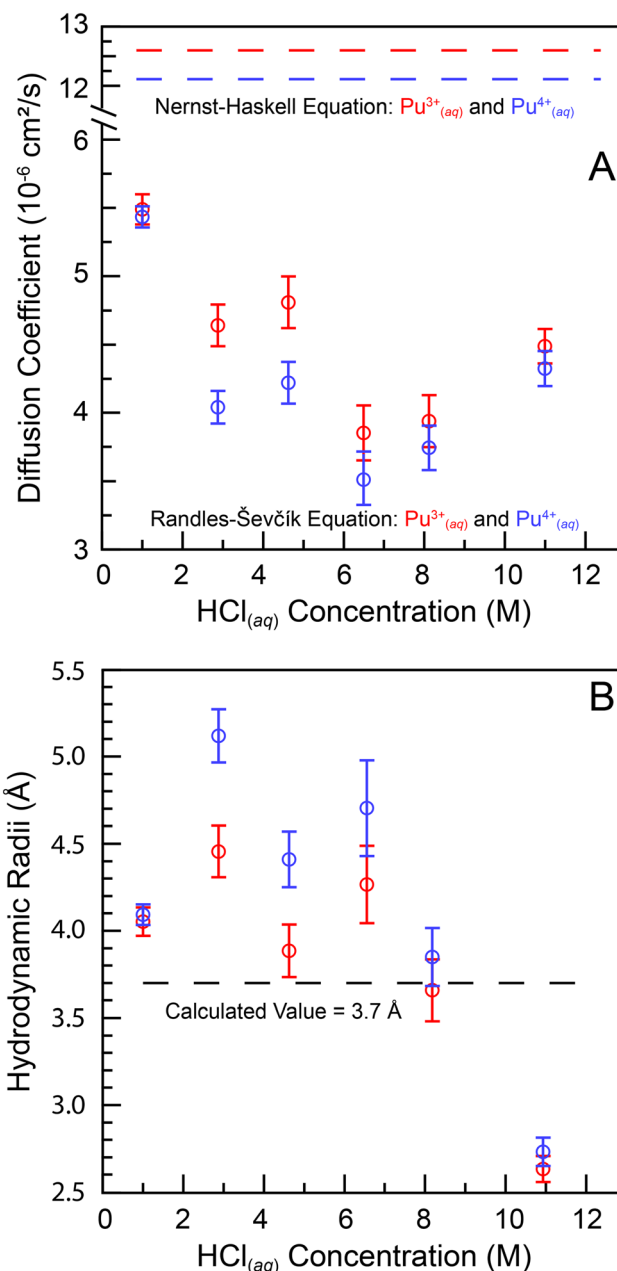 13
12
Nernst-Haskell Equation: Pu³⁺(aq) and Pu⁴⁺(aq)
6
A
5
4
Randles-Ševčík Equation: Pu³⁺(aq) and Pu⁴⁺(aq)
3
Diffusion Coefficient (10⁻⁶ cm²/s)
0 2 4 6 8 10 12
HCl(aq) Concentration (M)
5.5
B
5.0
4.5
4.0
Calculated Value = 3.7 Å
3.5
3.0
2.5
Hydrodynamic Radii (Å)
0 2 4 6 8 10 12
HCl(aq) Concentration (M)